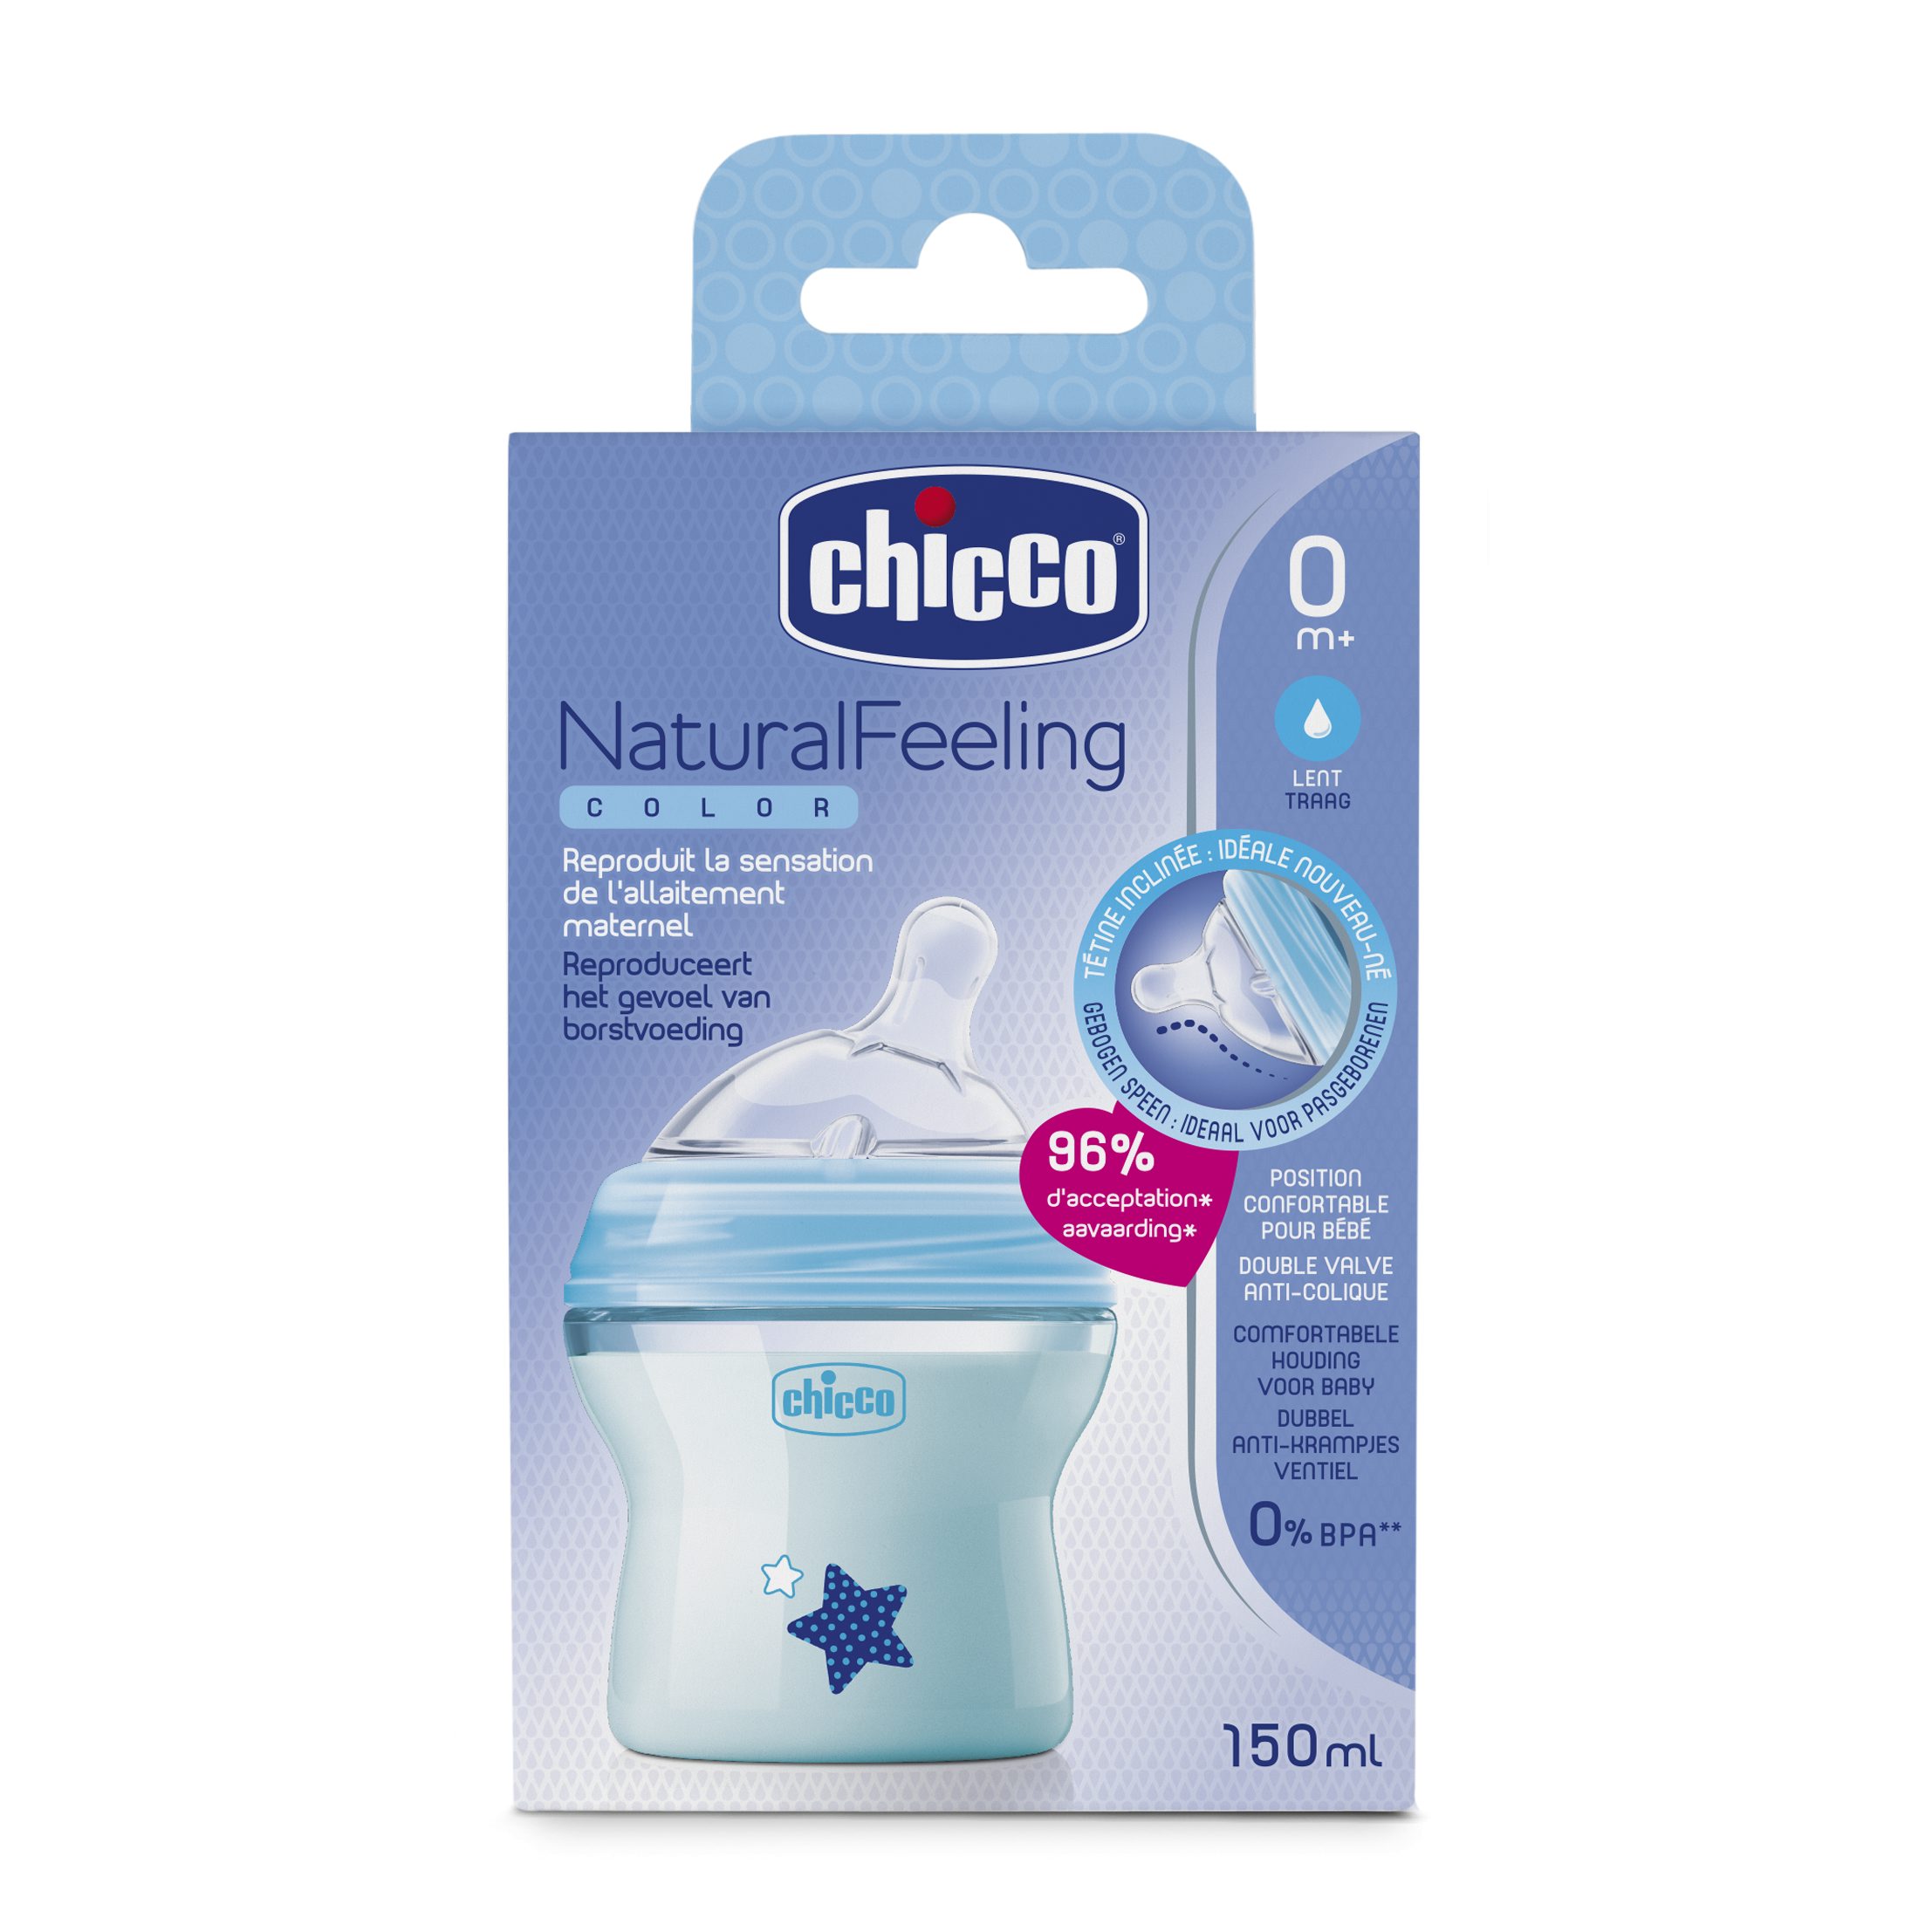 chicco®
0
m+
LENT
TRAAG
NaturalFeeling
COLOR
Reproduit la sensation
de l'allaitement
maternel
Reproduceert
het gevoel van
borstvoeding
TÉTINE INCLINÉE : IDÉALE NOUVEAU-NÉ
GEBOGEN SPEEN : IDEAAL VOOR PASGEBORENEN
96%
d'acceptation*
aavaarding*
POSITION
CONFORTABLE
POUR BÉBÉ
DOUBLE VALVE
ANTI-COLIQUE
COMFORTABELE
HOUDING
VOOR BABY
DUBBEL
ANTI-KRAMPJES
VENTIEL
0% BPA**
chicco
150ml